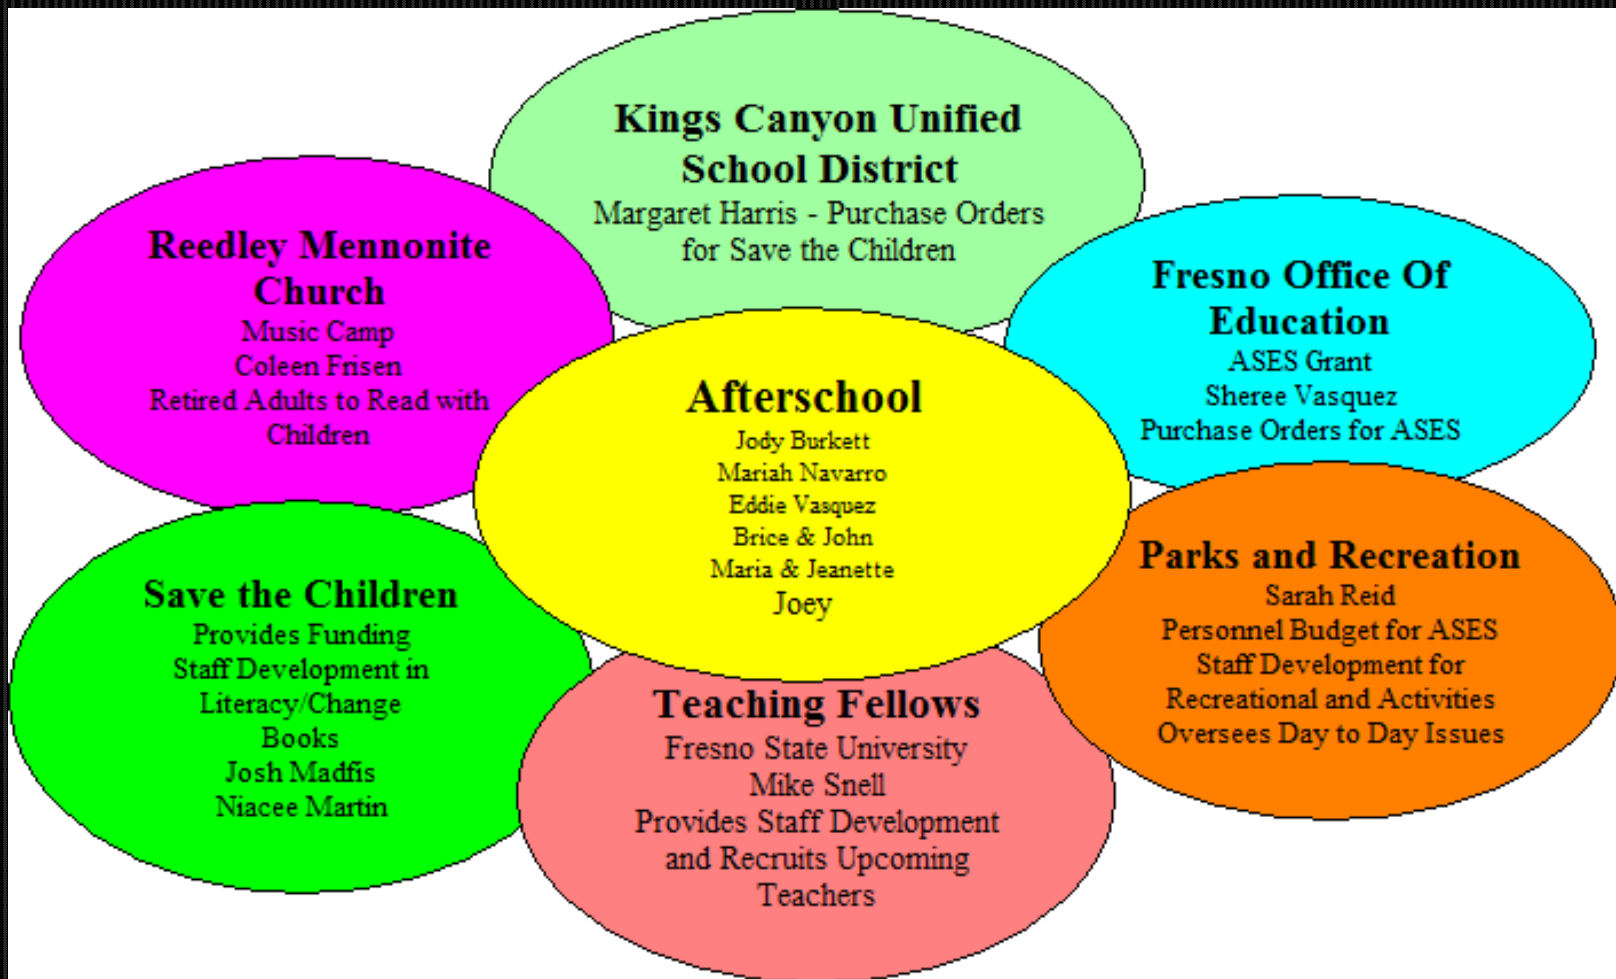 Kings Canyon Unified
School District
Margaret Harris - Purchase Orders
for Save the Children
Reedley Mennonite
Church
Music Camp
Coleen Frisen
Retired Adults to Read with
Children
Fresno Office Of
Education
ASES Grant
Sheree Vasquez
Purchase Orders for ASES
Afterschool
Jody Burkett
Mariah Navarro
Eddie Vasquez
Brice & John
Maria & Jeanette
Joey
Save the Children
Provides Funding
Staff Development in
Literacy/Change
Books
Josh Madfis
Niacee Martin
Teaching Fellows
Fresno State University
Mike Snell
Provides Staff Development
and Recruits Upcoming
Teachers
Parks and Recreation
Sarah Reid
Personnel Budget for ASES
Staff Development for
Recreational and Activities
Oversees Day to Day Issues